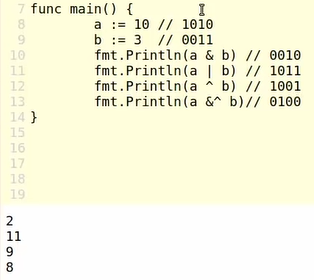 7 func main() {
8 a := 10 // 1010
9 b := 3 // 0011
10 fmt.Println(a & b) // 0010
11 fmt.Println(a | b) // 1011
12 fmt.Println(a ^ b) // 1001
13 fmt.Println(a &^ b)// 0100
14 }
15
16
17
18
19
2
11
9
8